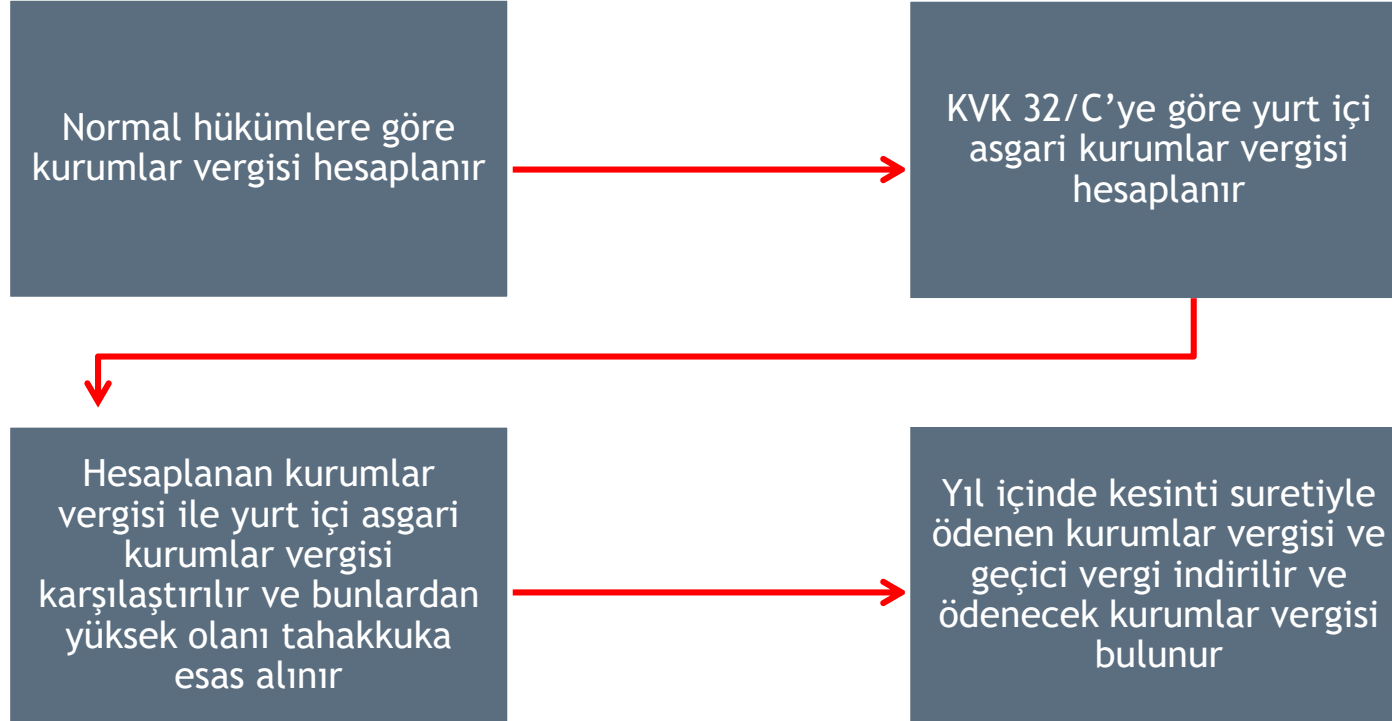 Normal hükümlere göre
kurumlar vergisi hesaplanır
KVK 32/C’ye göre yurt içi
asgari kurumlar vergisi
hesaplanır
Hesaplanan kurumlar
vergisi ile yurt içi asgari
kurumlar vergisi
karşılaştırılır ve bunlardan
yüksek olanı tahakkuka
esas alınır
Yıl içinde kesinti suretiyle
ödenen kurumlar vergisi ve
geçici vergi indirilir ve
ödenecek kurumlar vergisi
bulunur